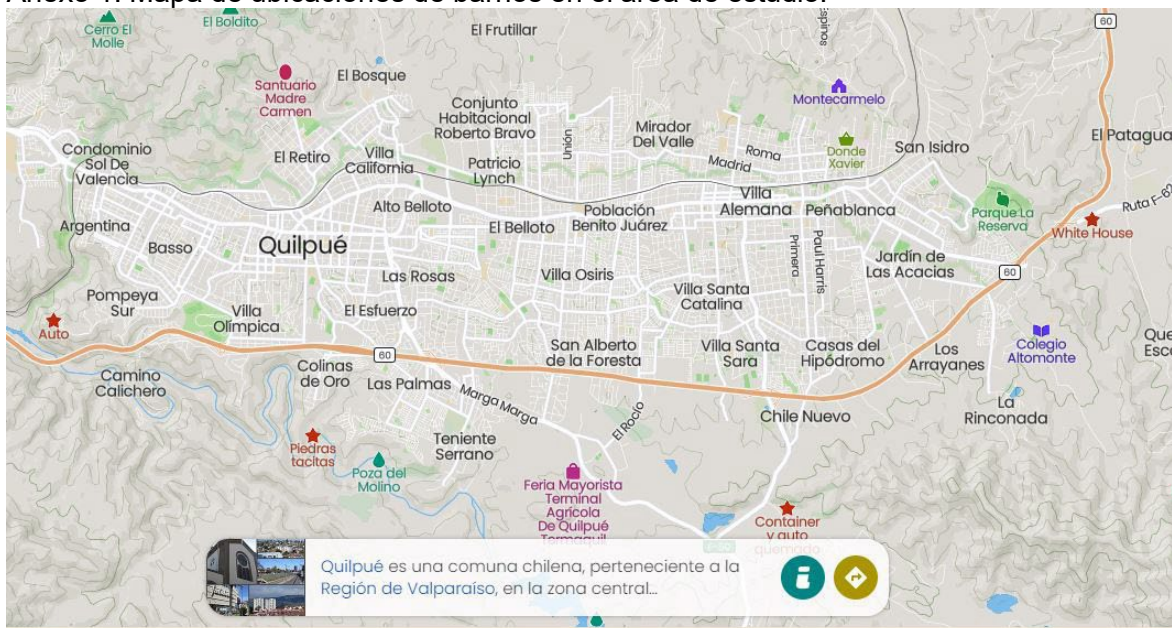 Anexo 1. Mapa de ubicaciones de barrios en el área de estudio.
El Boldito
Cerro El
Molle
El Frutillar
60
Santuario
Madre
Carmen
El Bosque
Montecarmelo
Conjunto
Habitacional
Roberto Bravo
Unión
Mirador
Del Valle
Madrid
Roma
Donde
Xavier
San Isidro
El Patagua
Condominio
Sol De
Valencia
El Retiro
Villa
California
Patricio
Lynch
Villa
Alemana
Peñablanca
Parque La
Reserva
Ruta F-62
White House
Argentina
Basso
Quilpué
Alto Belloto
El Belloto
Población
Benito Juárez
Primera
Paul Harris
Jardín de
Las Acacias
60
Las Rosas
Villa Osiris
Villa Santa
Catalina
Pompeya
Sur
Auto
Villa
Olímpica
El Esfuerzo
60
San Alberto
de la Foresta
Villa Santa
Sara
Casas del
Hipódromo
Los
Arrayanes
Colegio
Altomonte
Que
Esco
Camino
Calichero
Colinas
de Oro
Las Palmas
Marga Marga
El Rocío
Chile Nuevo
La
Rinconada
Piedras
tacitas
Poza del
Molino
Teniente
Serrano
Feria Mayorista
Terminal
Agrícola
De Quilpué
Termaquil
Container
y auto
quemado
Quilpué es una comuna chilena, perteneciente a la
Región de Valparaíso, en la zona central...